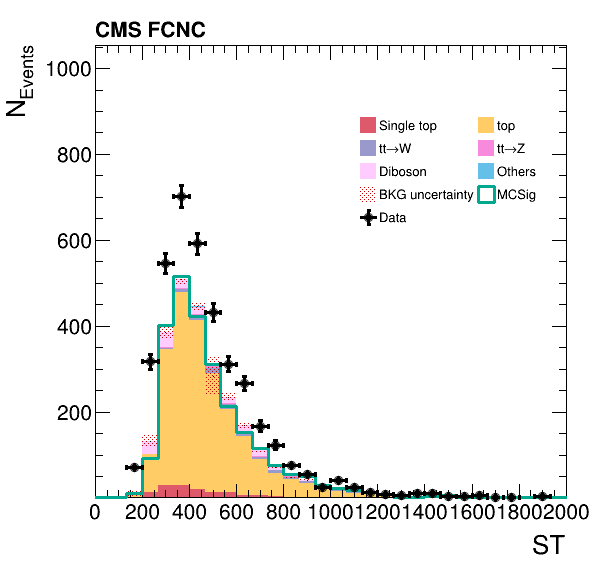 CMS FCNC
N_Events
1000
800
600
400
200
Single top
top
tt→W
tt→Z
Diboson
Others
BKG uncertainty
MCSig
Data
0 200 400 600 800 1000 1200 1400 1600 1800 2000
ST